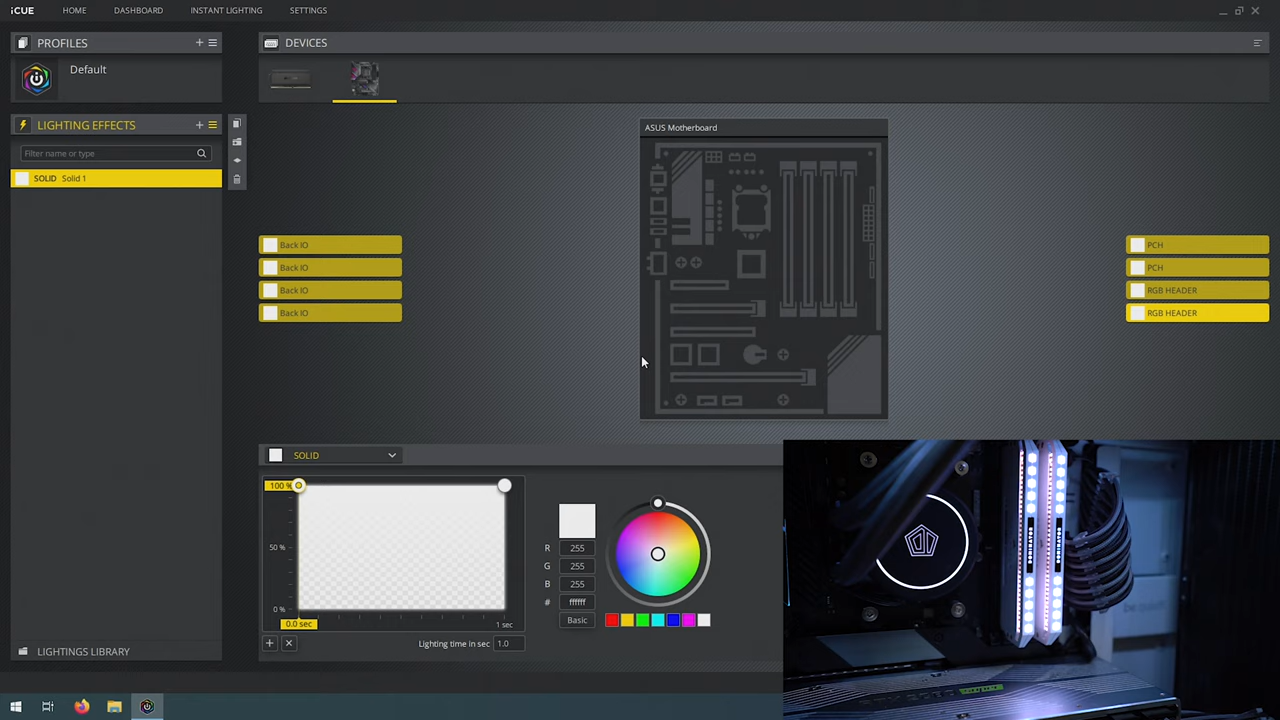 iCUE HOME DASHBOARD INSTANT LIGHTING SETTINGS
PROFILES
DEVICES
Default
LIGHTING EFFECTS
Filter name or type
SOLID Solid 1
ASUS Motherboard
Back IO
Back IO
Back IO
Back IO
PCH
PCH
RGB HEADER
RGB HEADER
SOLID
100 %
50 %
0 %
0.0 sec
1 sec
Lighting time in sec 1.0
R 255
G 255
B 255
# ffffff
Basic
LIGHTINGS LIBRARY
DOMINATOR
DOMINATOR